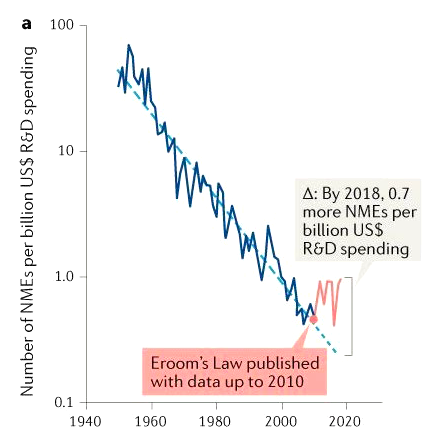 a
Number of NMEs per billion US$ R&D spending
100
10
1.0
0.1
1940
1960
1980
2000
2020
Δ: By 2018, 0.7
more NMEs per
billion US$
R&D spending
Eroom's Law published
with data up to 2010